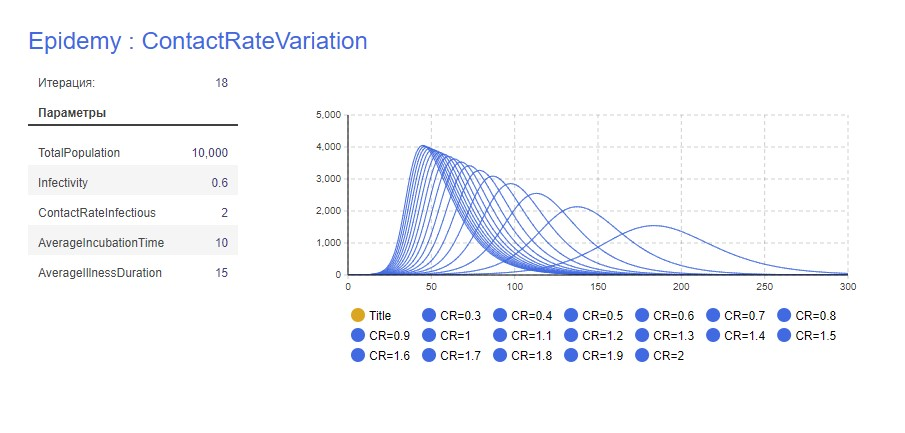 Epidemy : ContactRateVariation
Итерация: 18
Параметры
TotalPopulation 10,000
Infectivity 0.6
ContactRateInfectious 2
AverageIncubationTime 10
AverageIllnessDuration 15
5,000
4,000
3,000
2,000
1,000
0
0 50 100 150 200 250 300
Title CR=0.3 CR=0.4 CR=0.5 CR=0.6 CR=0.7 CR=0.8
CR=0.9 CR=1 CR=1.1 CR=1.2 CR=1.3 CR=1.4 CR=1.5
CR=1.6 CR=1.7 CR=1.8 CR=1.9 CR=2